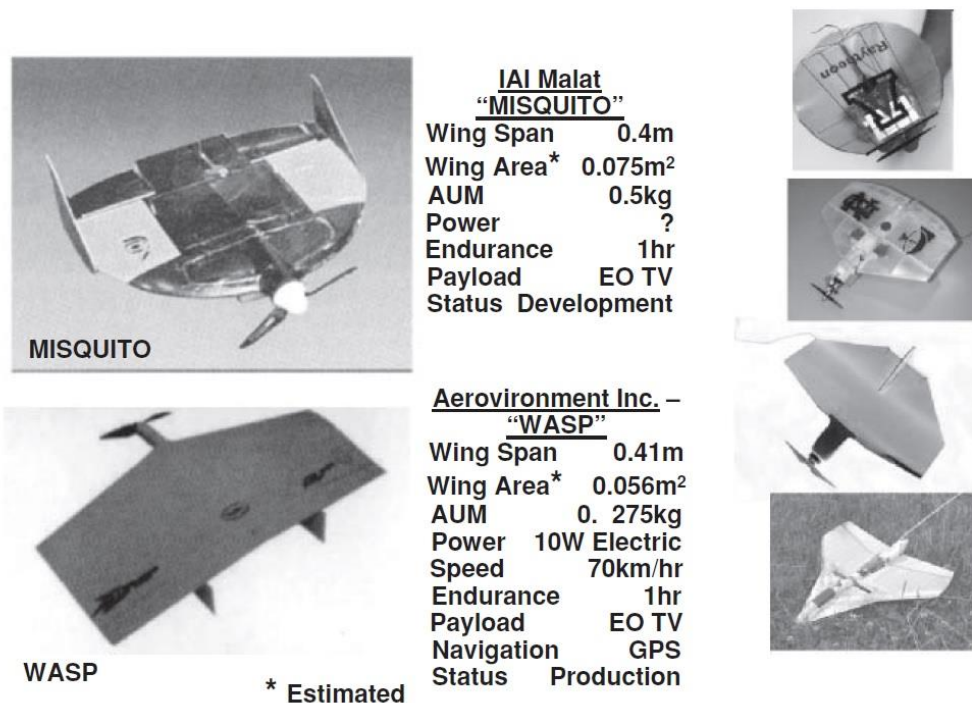 IAI Malat
“MISQUITO”
Wing Span 0.4m
Wing Area* 0.075m²
AUM 0.5kg
Power ?
Endurance 1hr
Payload EO TV
Status Development
MISQUITO
Aerovironment Inc. –
“WASP”
Wing Span 0.41m
Wing Area* 0.056m²
AUM 0. 275kg
Power 10W Electric
Speed 70km/hr
Endurance 1hr
Payload EO TV
Navigation GPS
Status Production
WASP
* Estimated
Raytheon